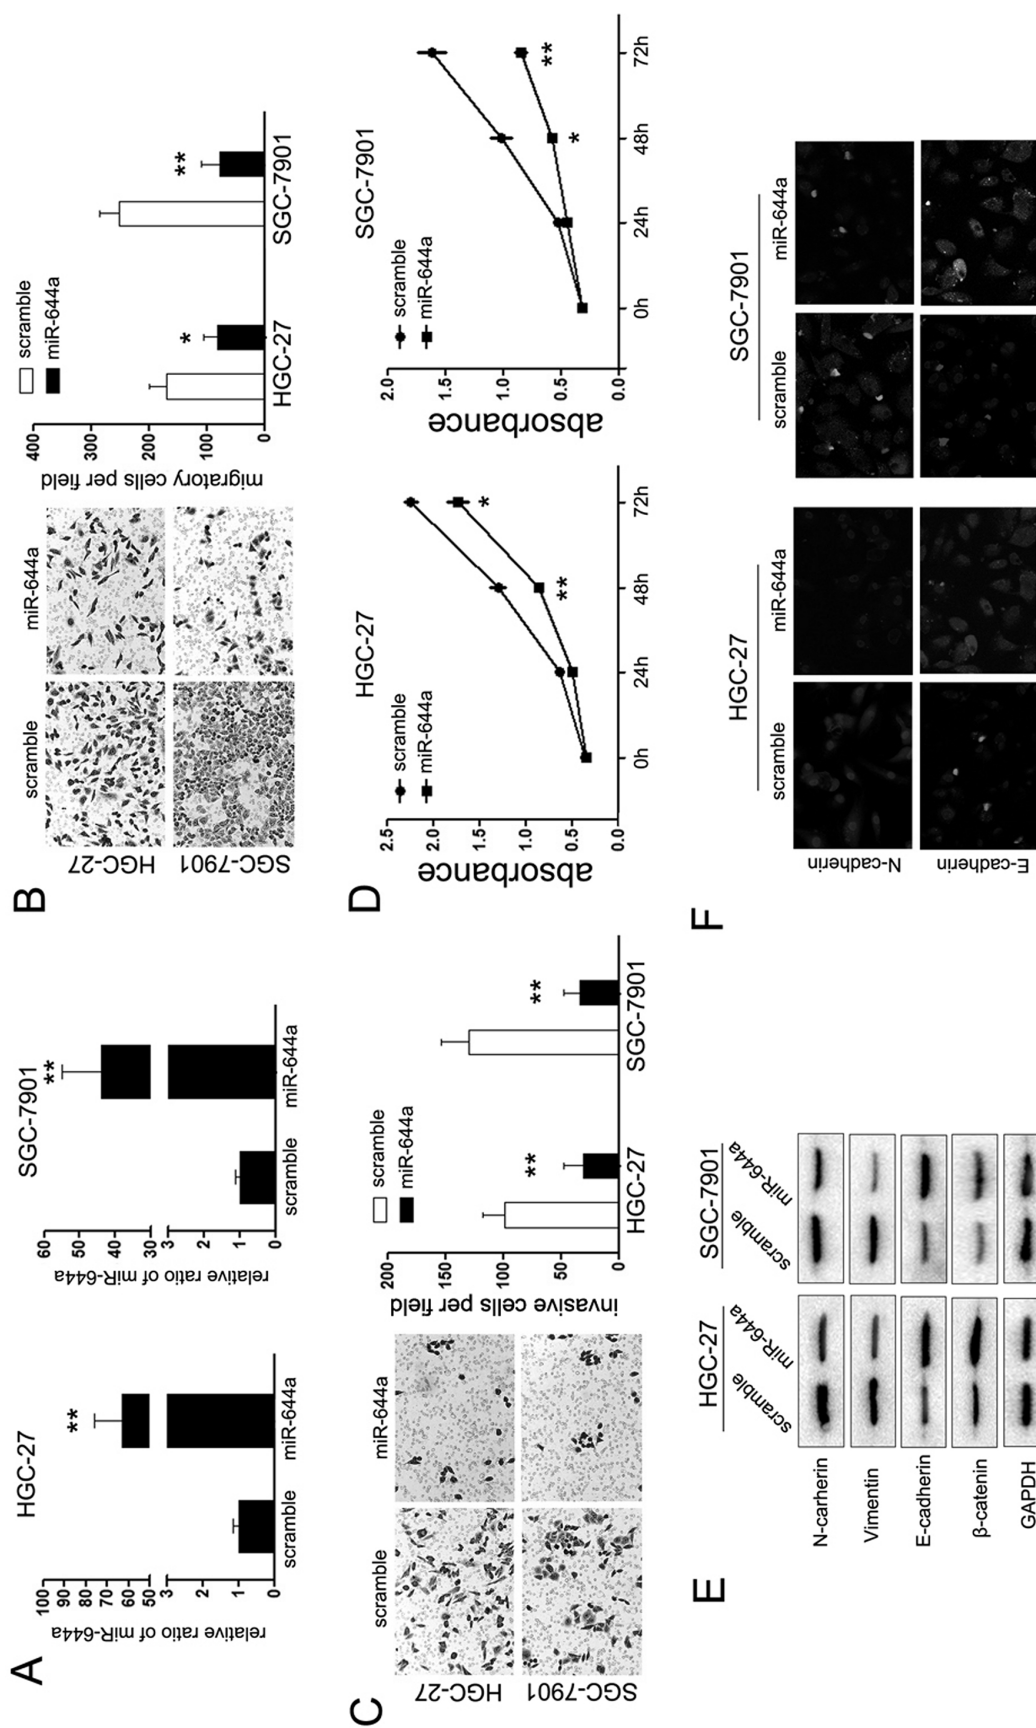 A
HGC-27
relative ratio of miR-644a
100
90
80
70
60
50
3
2
1
0
**
scramble
miR-644a
SGC-7901
relative ratio of miR-644a
60
50
40
30
3
2
1
0
**
scramble
miR-644a
B
scramble
miR-644a
HGC-27
SGC-7901
migratory cells per field
400
300
200
100
0
scramble
miR-644a
*
**
HGC-27
SGC-7901
C
scramble
miR-644a
HGC-27
SGC-7901
invasive cells per field
200
150
100
50
0
scramble
miR-644a
**
**
HGC-27
SGC-7901
D
HGC-27
absorbance
2.5
2.0
1.5
1.0
0.5
0.0
scramble
miR-644a
**
*
0h
24h
48h
72h
SGC-7901
absorbance
2.0
1.5
1.0
0.5
0.0
scramble
miR-644a
*
**
0h
24h
48h
72h
E
HGC-27
SGC-7901
scramble
miR-644a
scramble
miR-644a
N-carherin
Vimentin
E-cadherin
β-catenin
GAPDH
F
HGC-27
SGC-7901
scramble
miR-644a
scramble
miR-644a
N-cadherin
E-cadherin